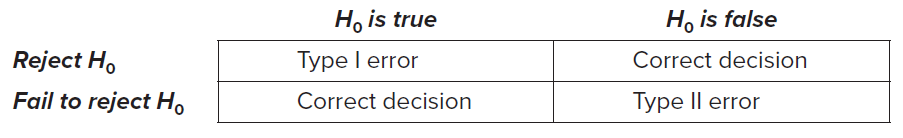 H₀ is true H₀ is false
Reject H₀ Type I error Correct decision
Fail to reject H₀ Correct decision Type II error